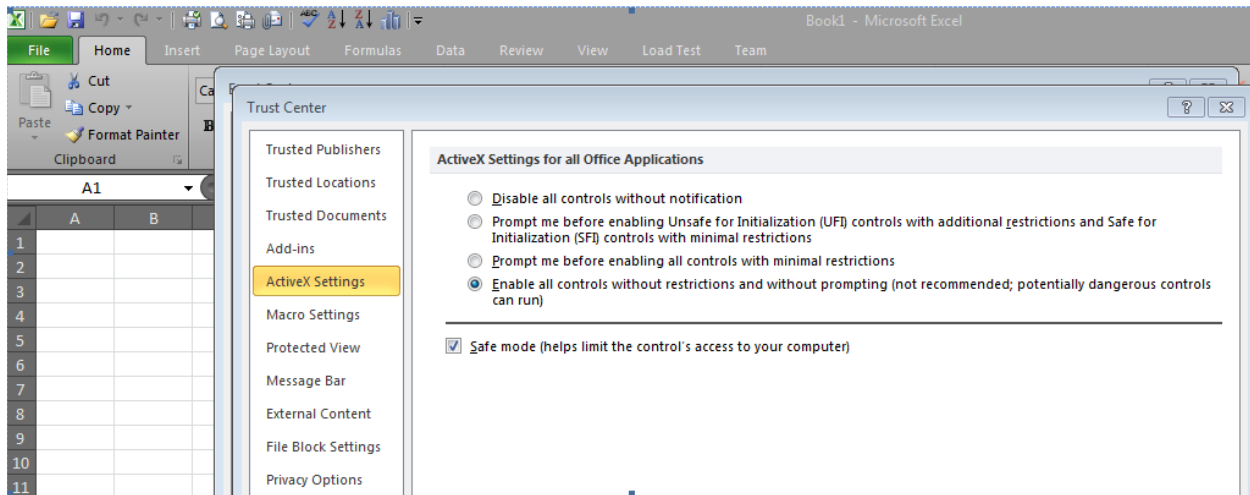 Book1 - Microsoft Excel
File Home Insert Page Layout Formulas Data Review View Load Test Team
Cut
Copy
Paste
Format Painter
Clipboard
Ca
B
A1
A B
1
2
3
4
5
6
7
8
9
10
11
Trust Center
Trusted Publishers
Trusted Locations
Trusted Documents
Add-ins
ActiveX Settings
Macro Settings
Protected View
Message Bar
External Content
File Block Settings
Privacy Options
ActiveX Settings for all Office Applications
Disable all controls without notification
Prompt me before enabling Unsafe for Initialization (UFI) controls with additional restrictions and Safe for
Initialization (SFI) controls with minimal restrictions
Prompt me before enabling all controls with minimal restrictions
Enable all controls without restrictions and without prompting (not recommended; potentially dangerous controls
can run)
Safe mode (helps limit the control's access to your computer)